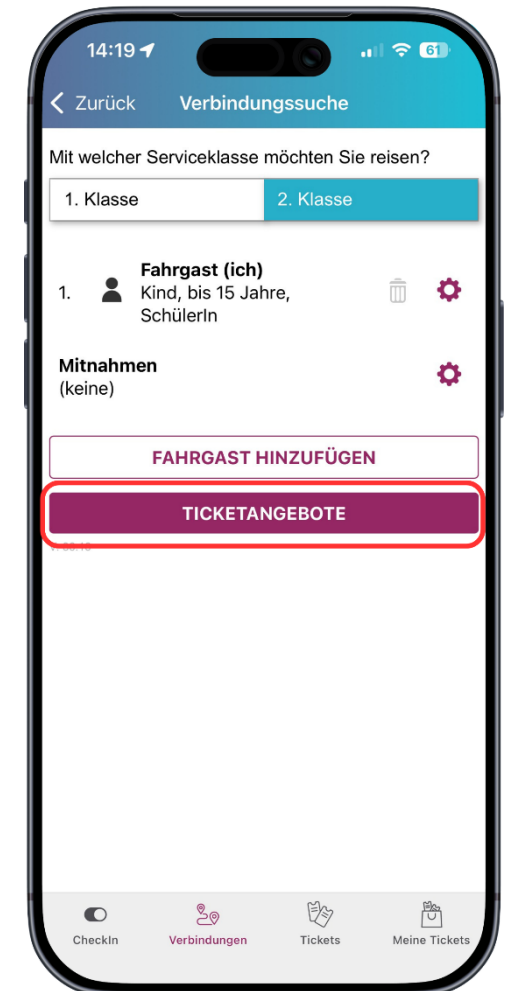 14:19
61
Zurück Verbindungssuche
Mit welcher Serviceklasse möchten Sie reisen?
1. Klasse 2. Klasse
1. Fahrgast (ich)
Kind, bis 15 Jahre,
SchülerIn
Mitnahmen
(keine)
FAHRGAST HINZUFÜGEN
TICKETANGEBOTE
CheckIn Verbindungen Tickets Meine Tickets